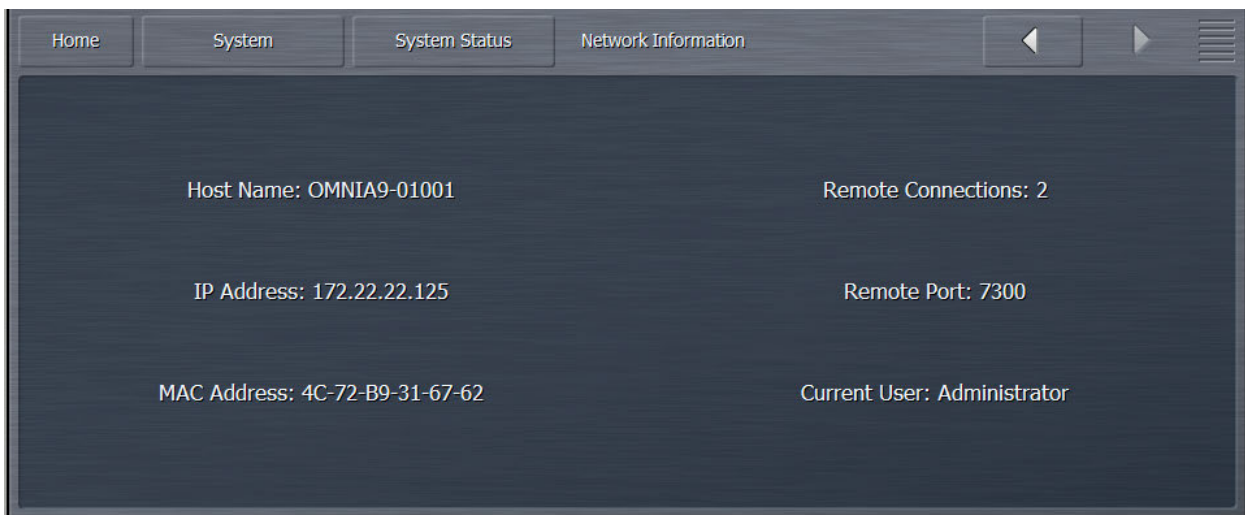 Home System System Status Network Information
Host Name: OMNIA9-01001 Remote Connections: 2
IP Address: 172.22.22.125 Remote Port: 7300
MAC Address: 4C-72-B9-31-67-62 Current User: Administrator